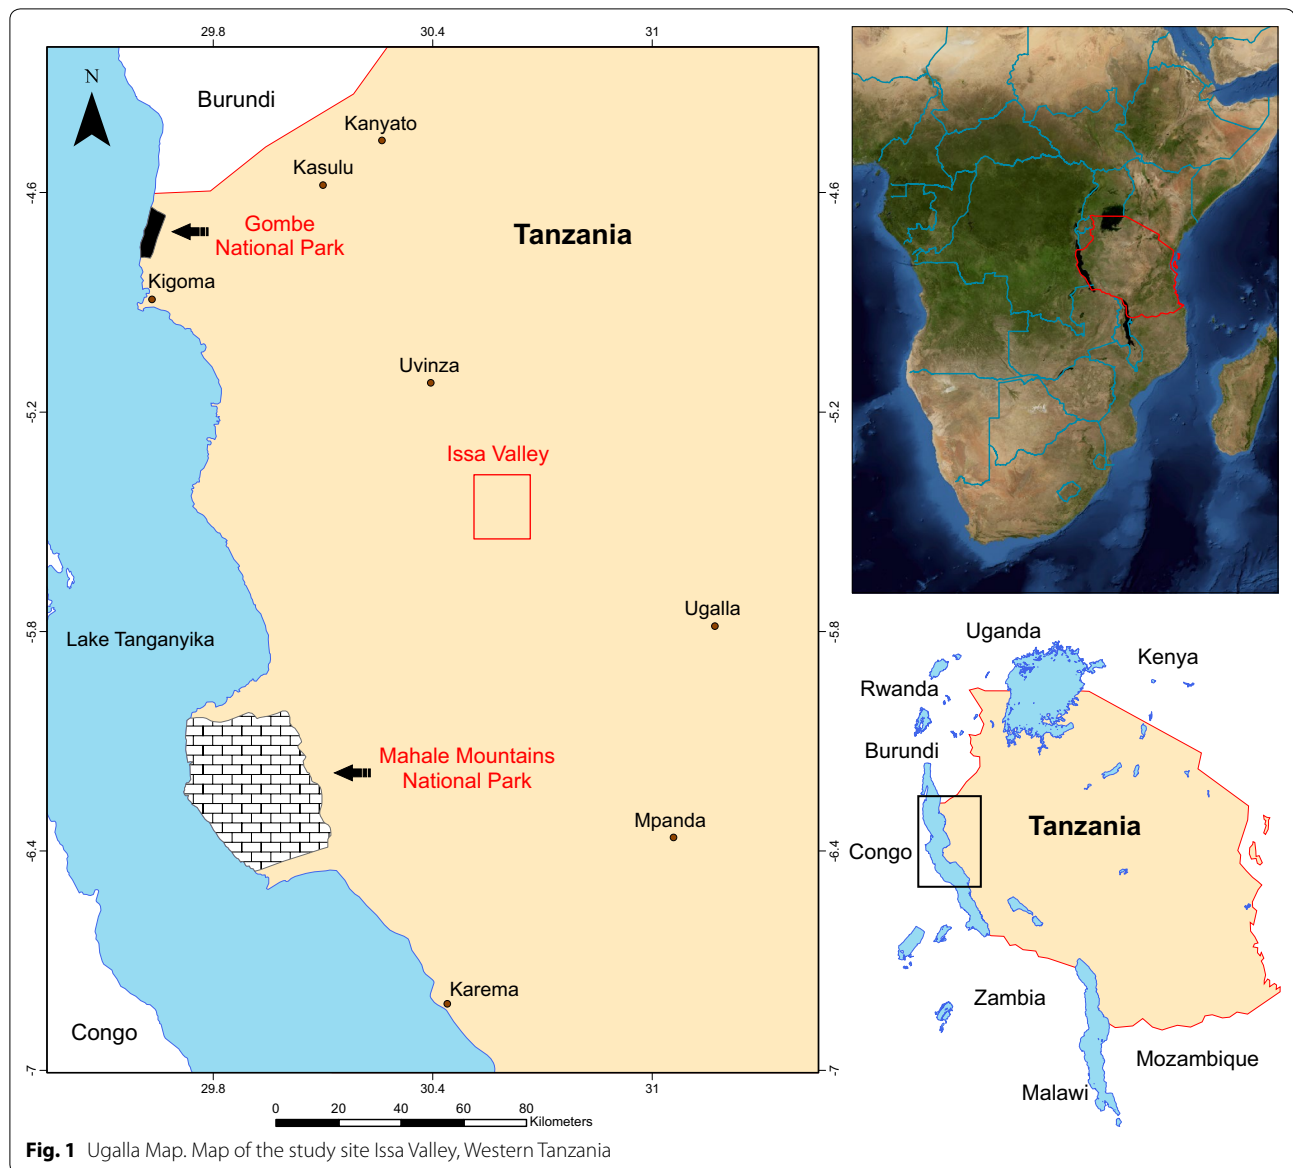 29.8
30.4
31
N
Burundi
Kanyato
Kasulu
-4.6
-4.6
Gombe
National Park
Tanzania
Kigoma
Uvinza
-5.2
-5.2
Issa Valley
Ugalla
-5.8
-5.8
Lake Tanganyika
Mahale Mountains
National Park
Mpanda
-6.4
-6.4
Karema
Congo
-7
-7
29.8
30.4
31
0 20 40 60 80
Kilometers
Uganda
Kenya
Rwanda
Burundi
Tanzania
Congo
Zambia
Mozambique
Malawi
Fig. 1 Ugalla Map. Map of the study site Issa Valley, Western Tanzania